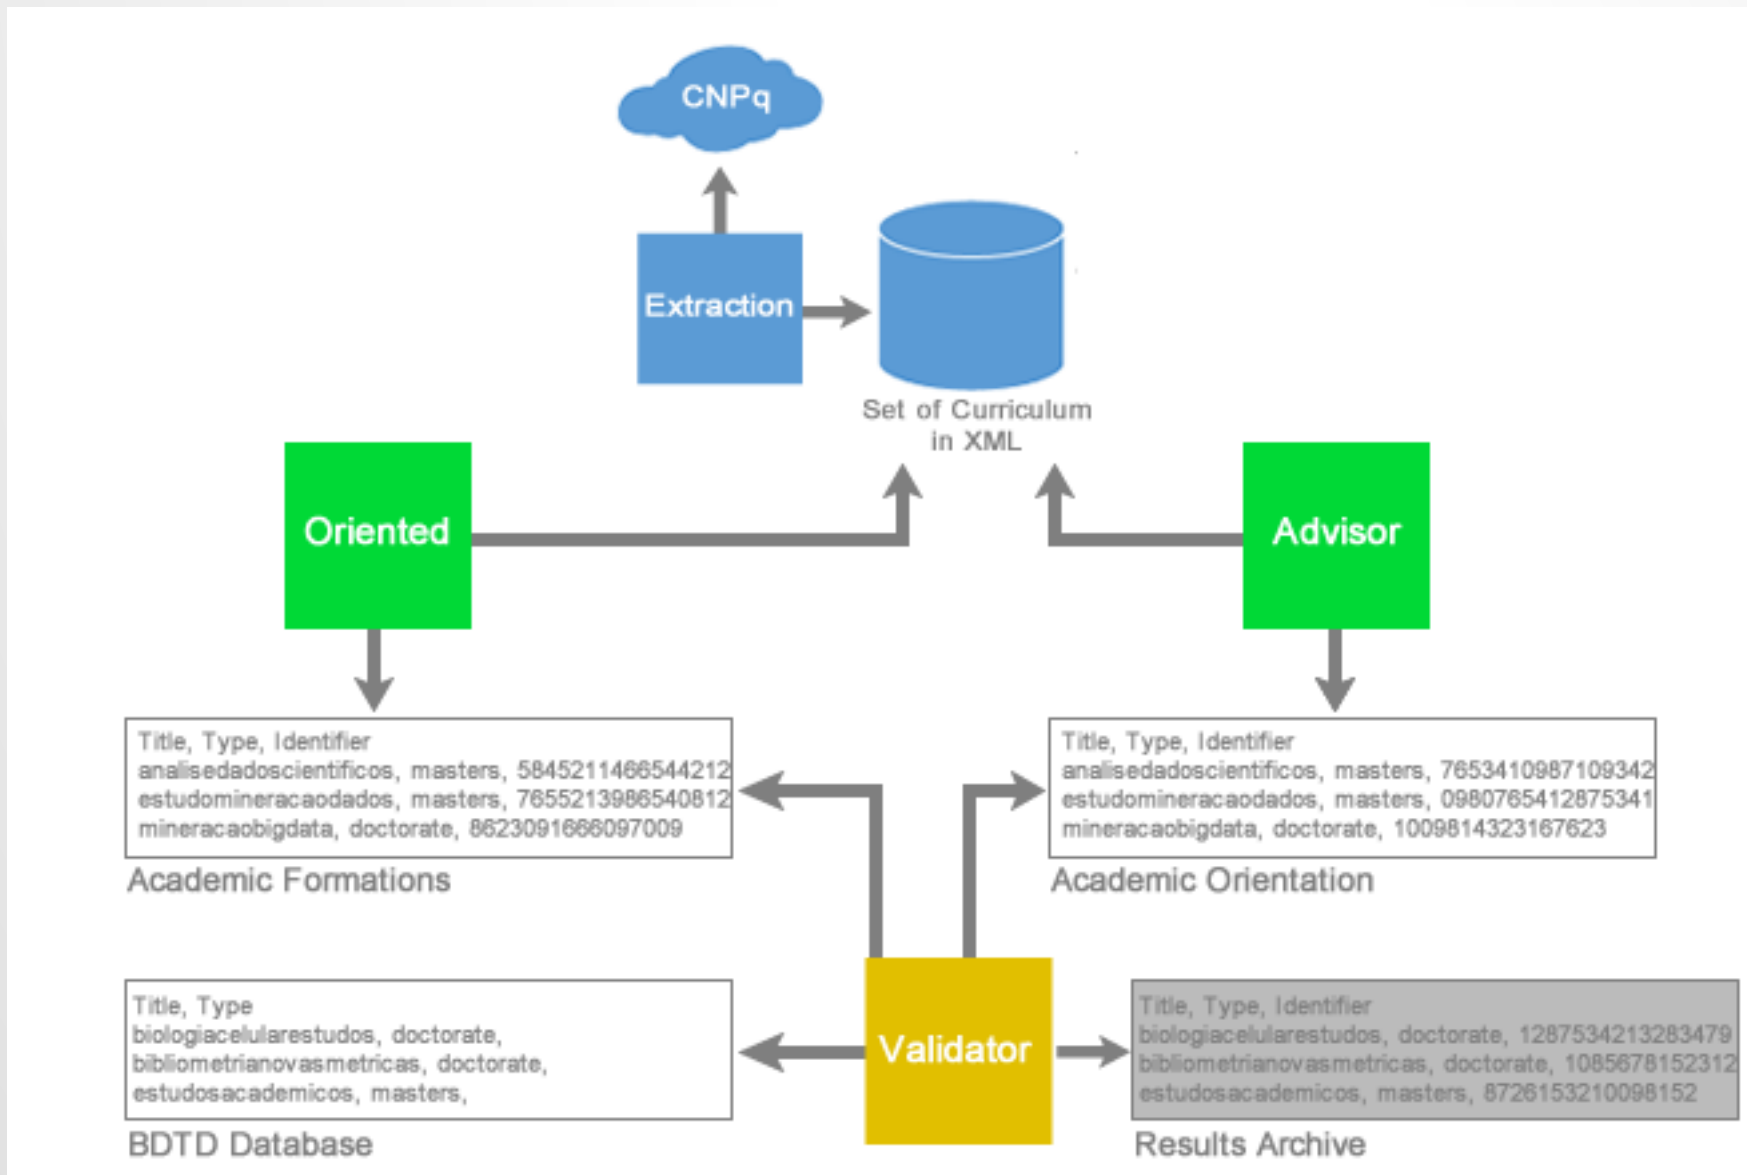 CNPq
Extraction
Set of Curriculum
in XML
Oriented
Advisor
Title, Type, Identifier
analisedadoscientificos, masters, 5845211466544212
estudomineracaodados, masters, 7655213986540812
mineracaobigdata, doctorate, 8623091666097009
Academic Formations
Title, Type, Identifier
analisedadoscientificos, masters, 7653410987109342
estudomineracaodados, masters, 0980765412875341
mineracaobigdata, doctorate, 1009814323167623
Academic Orientation
Title, Type
biologiacelularestudos, doctorate,
bibliometrianovasmetricas, doctorate,
estudosacademicos, masters,
BDTD Database
Validator
Title, Type, Identifier
biologiacelularestudos, doctorate, 1287534213283479
bibliometrianovasmetricas, doctorate, 1085678152312
estudosacademicos, masters, 8726153210098152
Results Archive